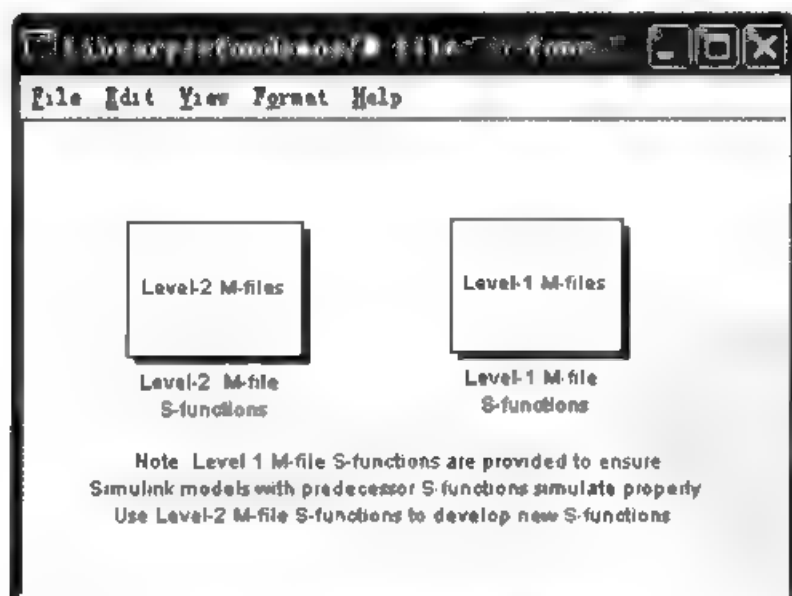 File Edit View Format Help
Level-2 M-files
Level-1 M-files
Level-2 M-file
S-functions
Level-1 M-file
S-functions
Note Level 1 M-file S-functions are provided to ensure
Simulink models with predecessor S-functions simulate properly
Use Level-2 M-file S-functions to develop new S-functions